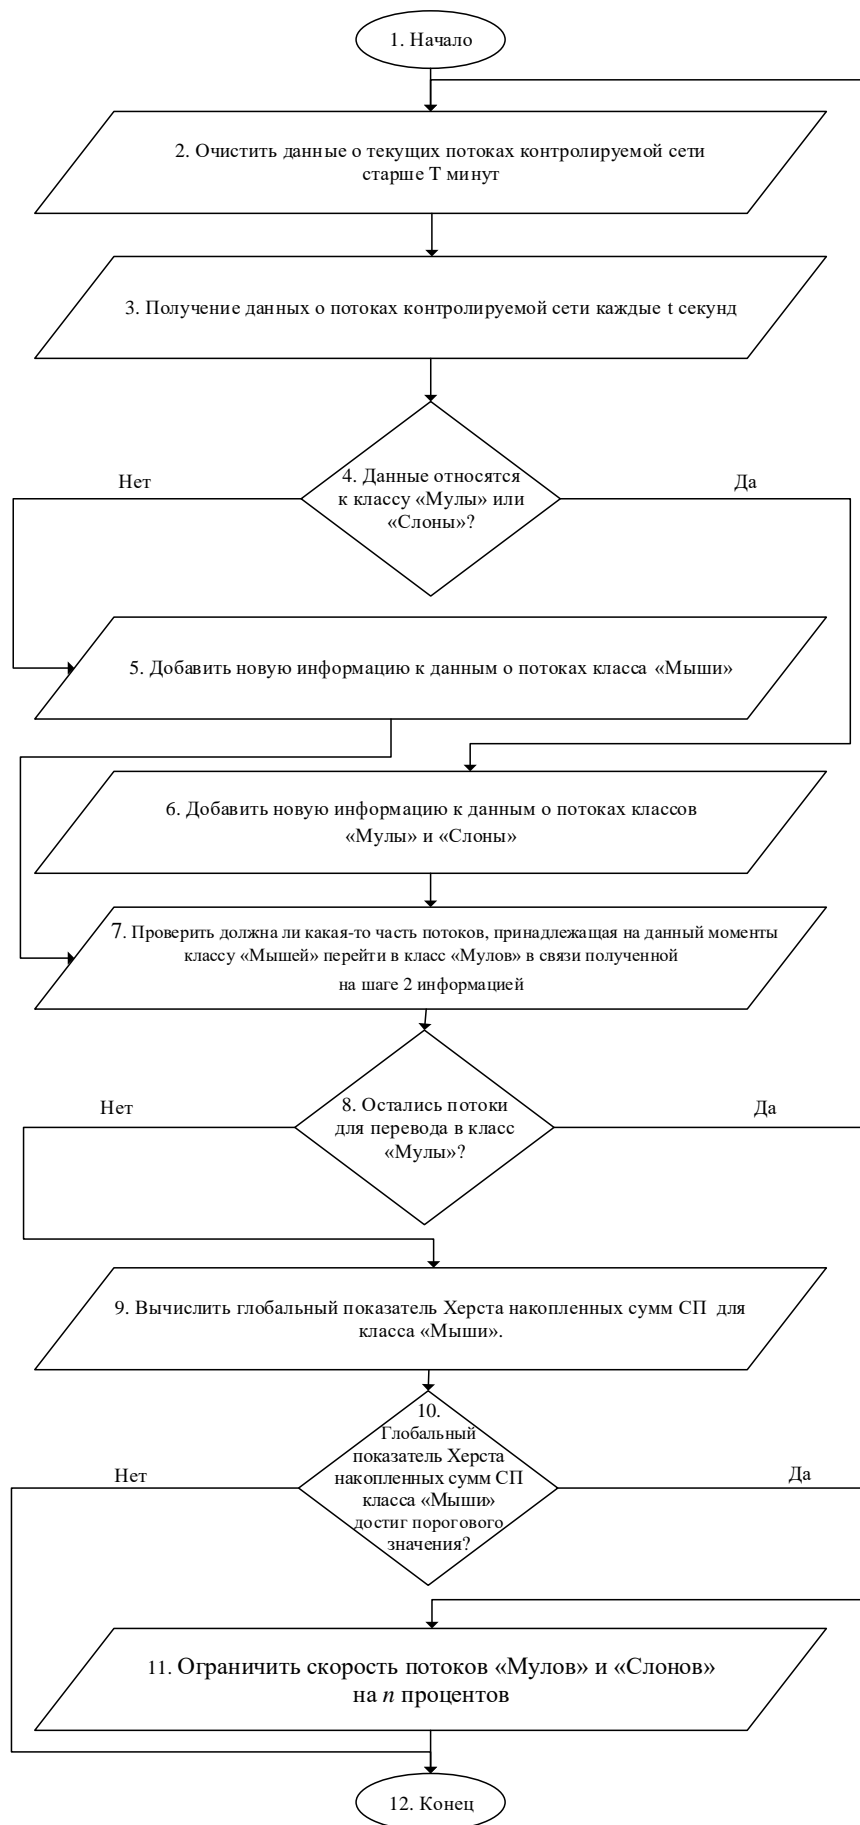 1. Начало
2. Очистить данные о текущих потоках контролируемой сети
старше T минут
3. Получение данных о потоках контролируемой сети каждые t секунд
Нет
4. Данные относятся
к классу «Мулы» или
«Слоны»?
Да
5. Добавить новую информацию к данным о потоках класса «Мыши»
6. Добавить новую информацию к данным о потоках классов
«Мулы» и «Слоны»
7. Проверить должна ли какая-то часть потоков, принадлежащая на данный моменты
классу «Мышей» перейти в класс «Мулов» в связи полученной
на шаге 2 информацией
Нет
8. Остались потоки
для перевода в класс
«Мулы»?
Да
9. Вычислить глобальный показатель Херста накопленных сумм СП для
класса «Мыши».
Нет
10.
Глобальный
показатель Херста
накопленных сумм СП
класса «Мыши»
достиг порогового
значения?
Да
11. Ограничить скорость потоков «Мулов» и «Слонов»
на n процентов
12. Конец